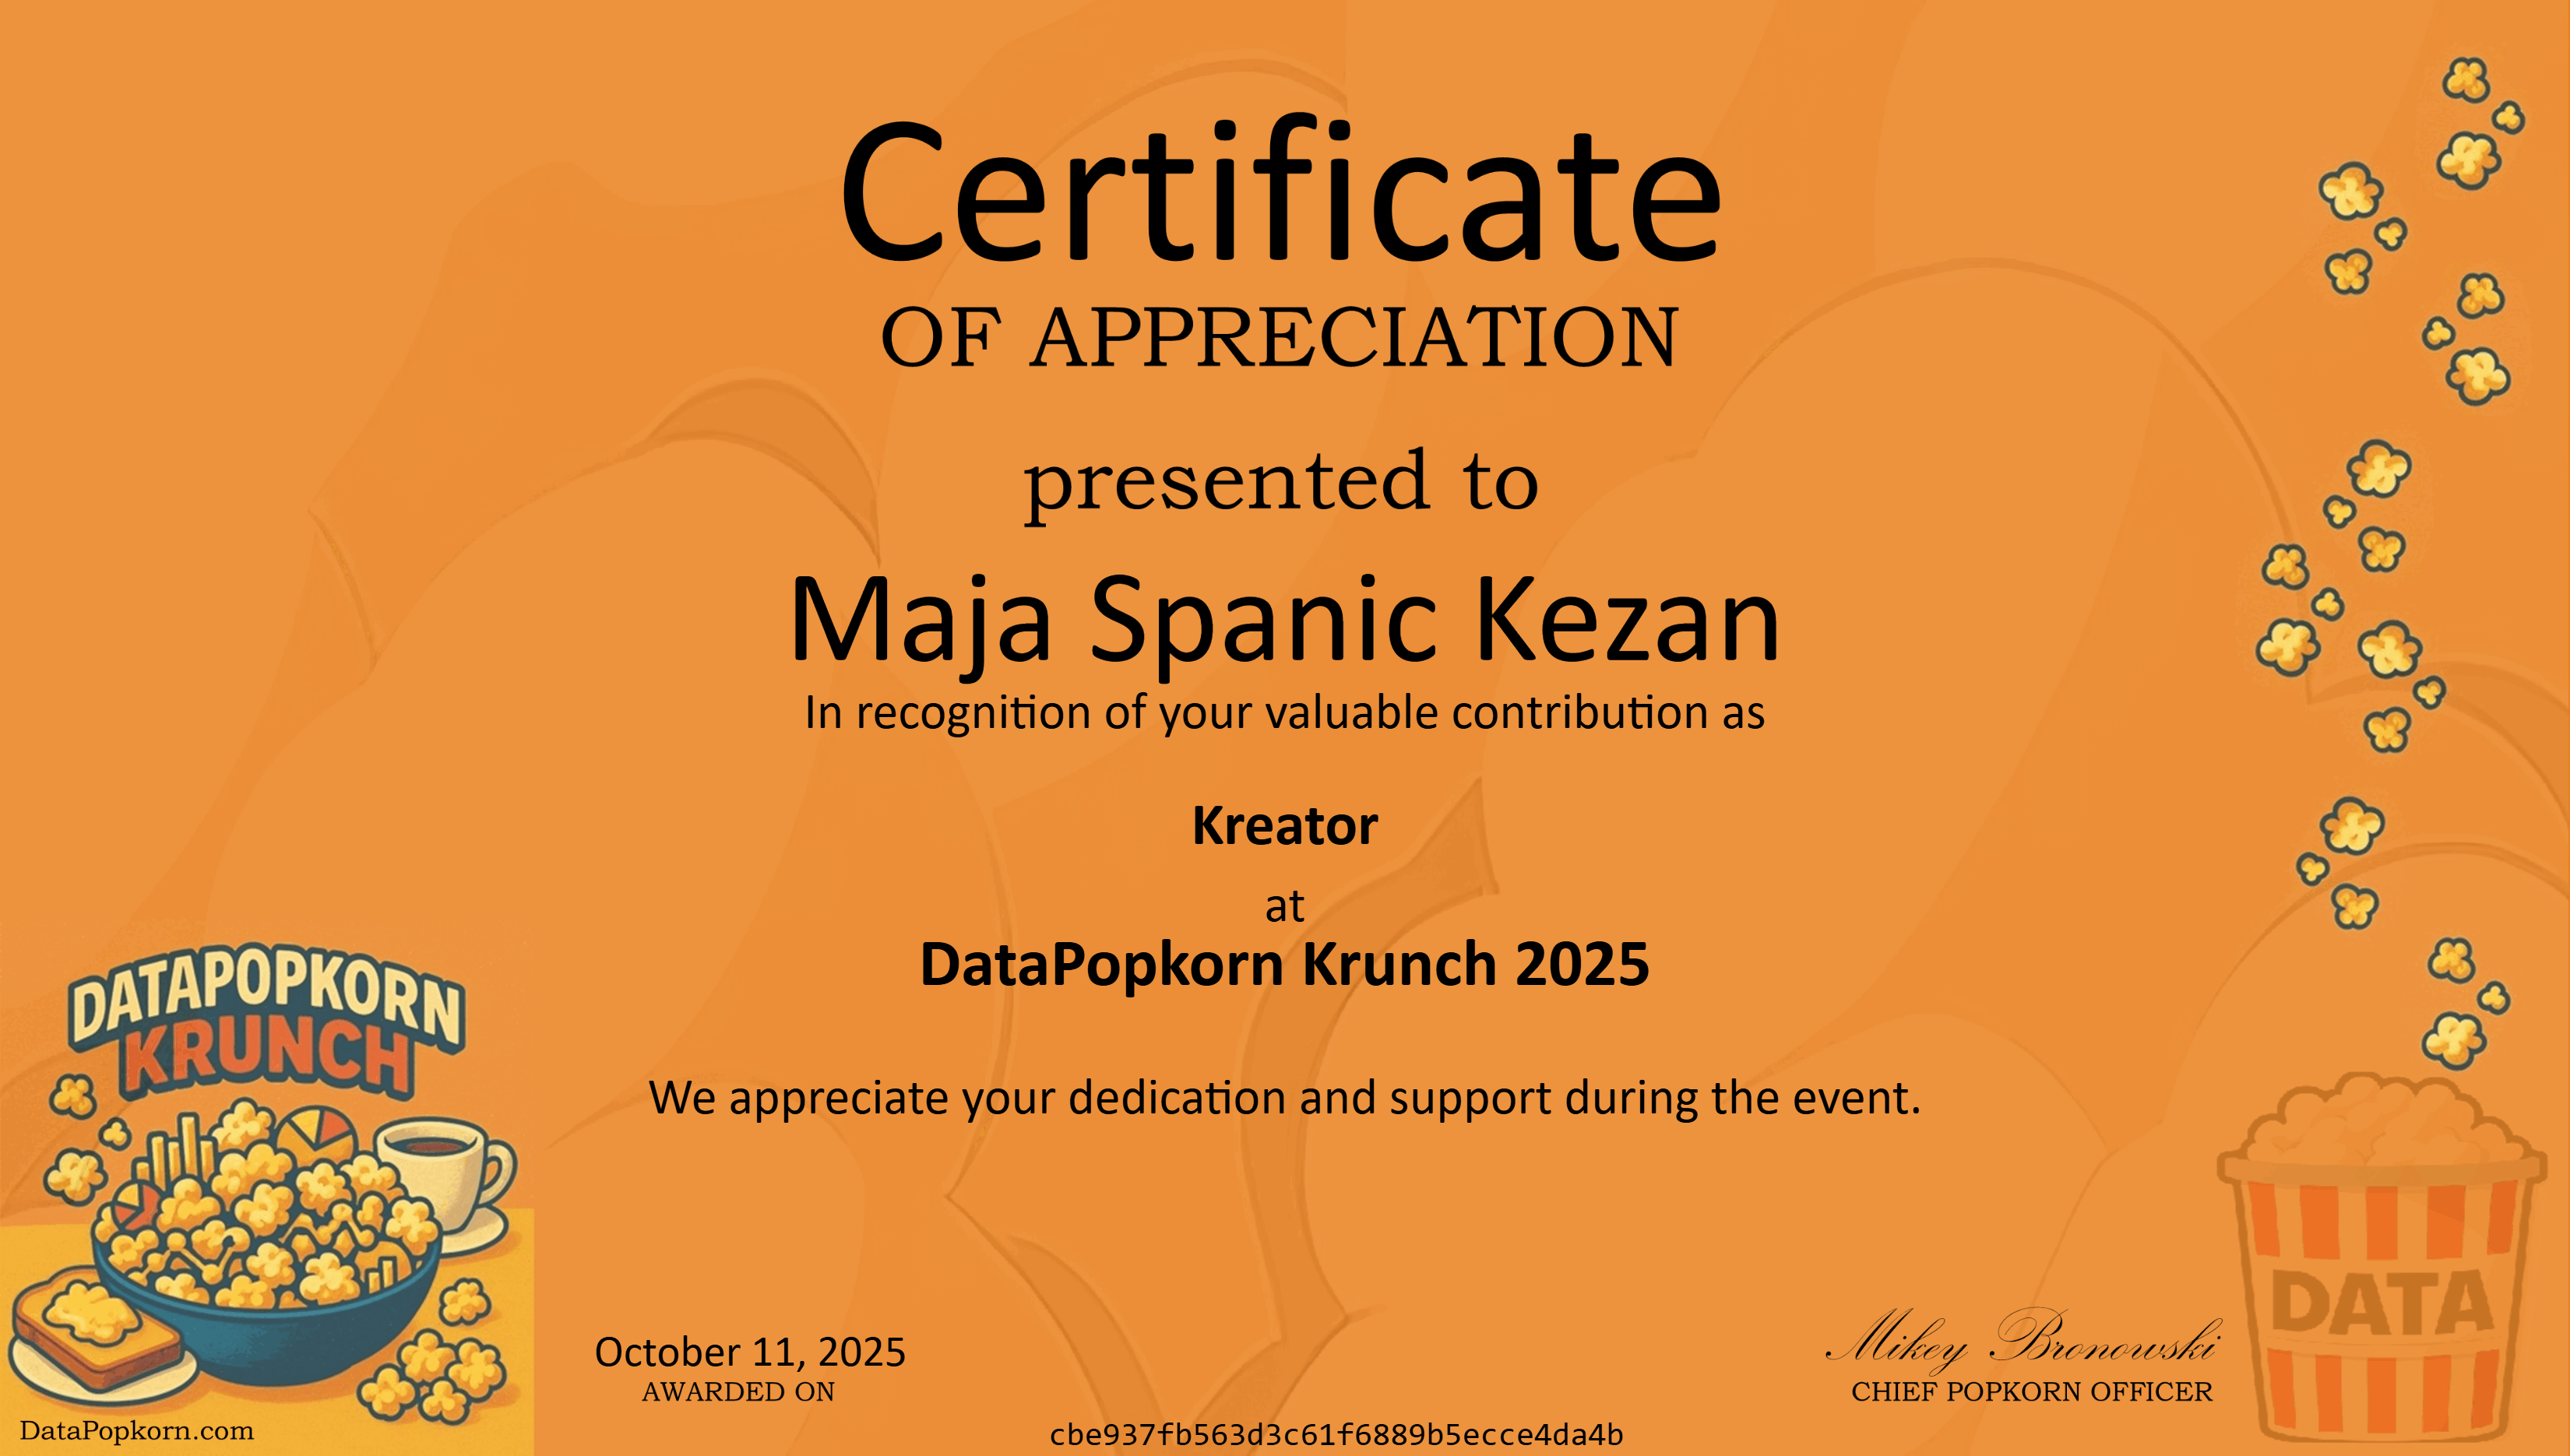 Certificate
OF APPRECIATION
presented to
Maja Spanic Kezan
In recognition of your valuable contribution as
Kreator
at
DataPopkorn Krunch 2025
We appreciate your dedication and support during the event.
DATAPOPKORN
KRUNCH
DATA
October 11, 2025
AWARDED ON
Mikey Bronowski
CHIEF POPKORN OFFICER
DataPopkorn.com
cbe937fb563d3c61f6889b5ecce4da4b